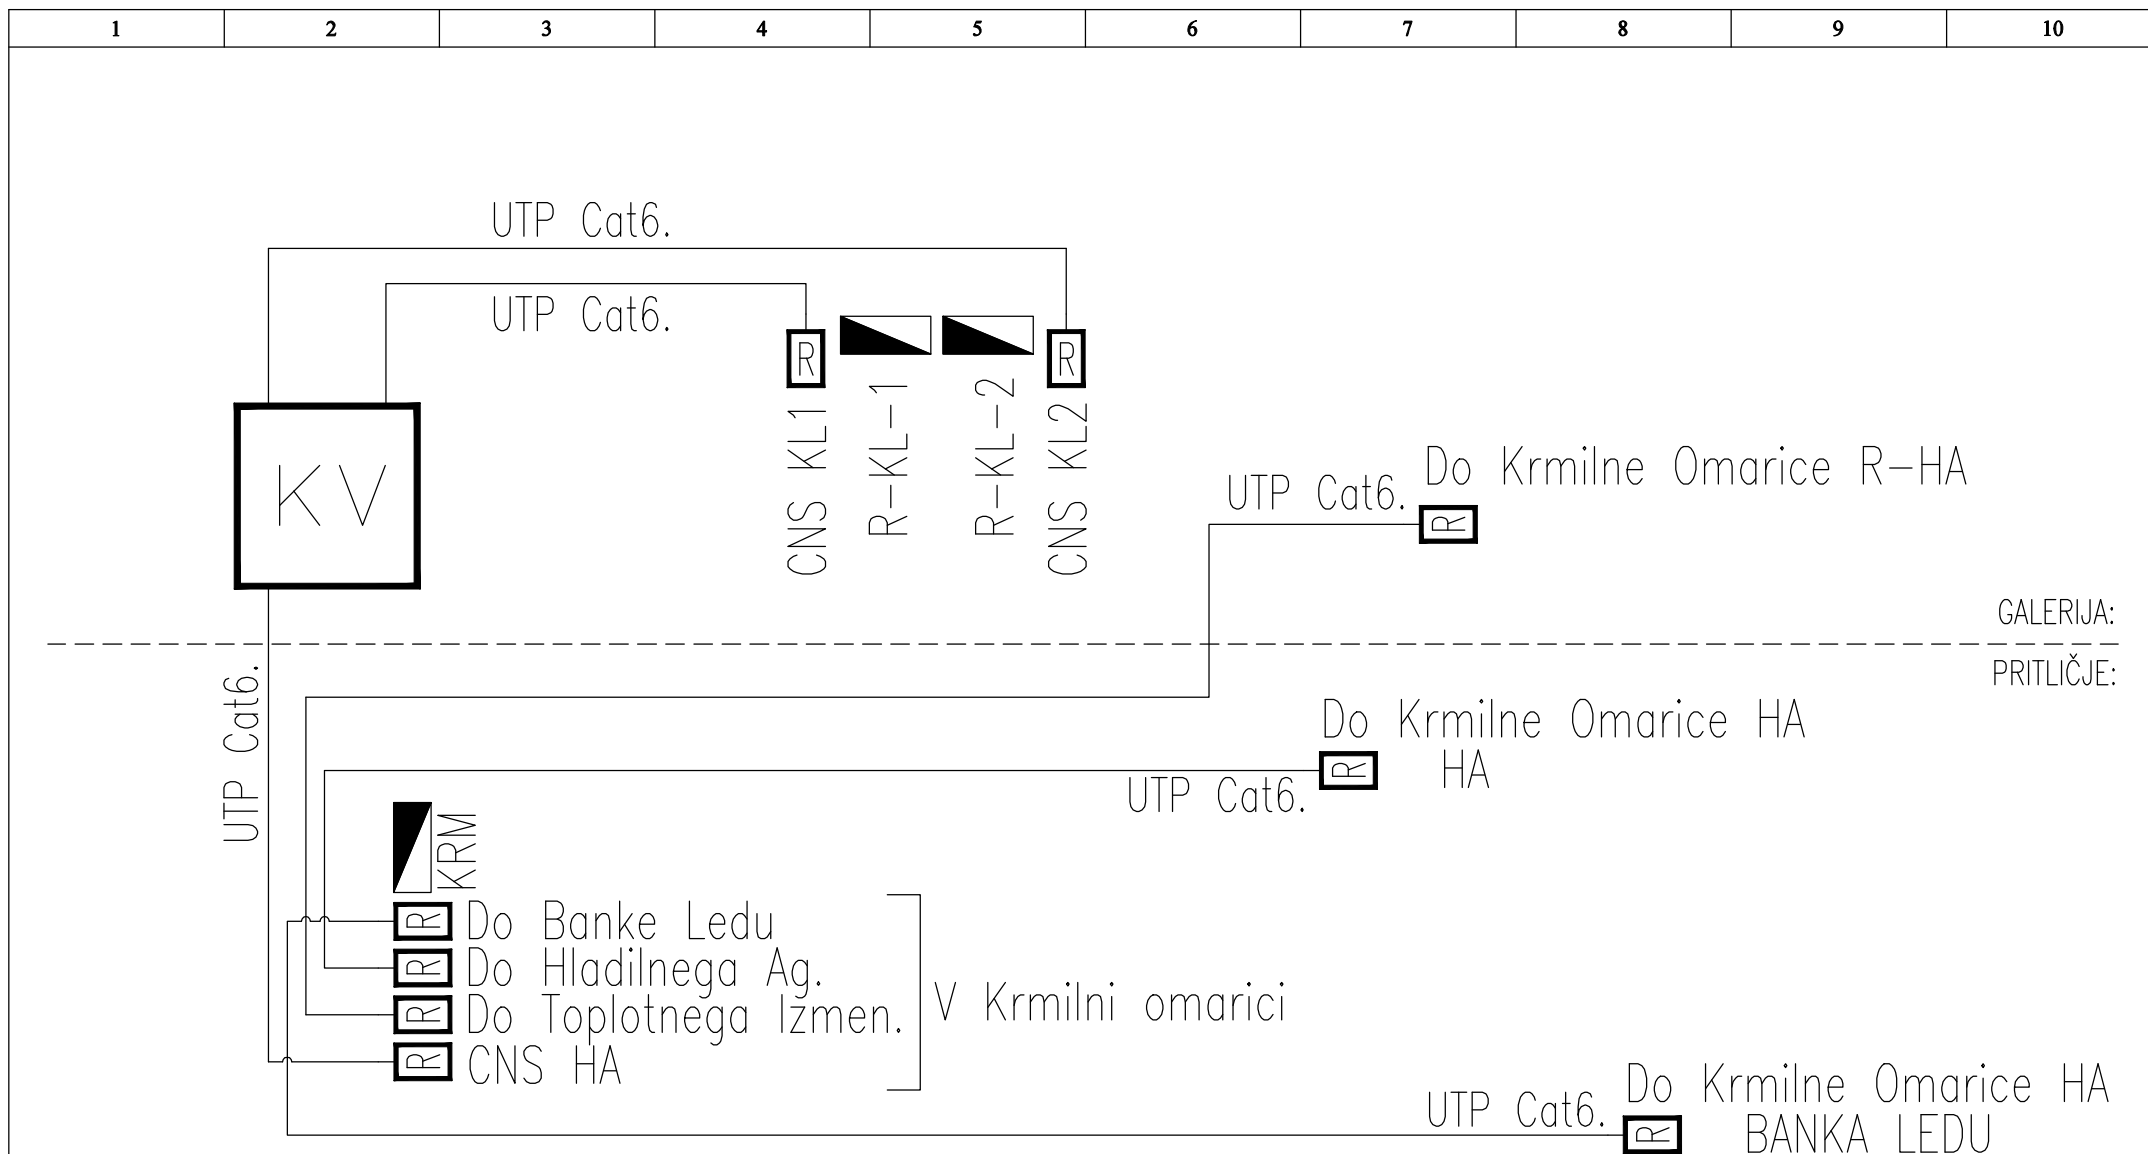 1 2 3 4 5 6 7 8 9 10
UTP Cat6.
UTP Cat6.
R
R
CNS KL1
R-KL-1
R-KL-2
CNS KL2
KV
Do Krmilne Omarice R-HA
UTP Cat6.
R
GALERIJA:
PRITLIČJE:
UTP Cat6.
Do Krmilne Omarice HA
R HA
UTP Cat6.
KRM
R Do Banke Ledu
R Do Hladilnega Ag.
R Do Toplotnega Izmen.
V Krmilni omarici
R CNS HA
Do Krmilne Omarice HA
UTP Cat6.
R BANKA LEDU